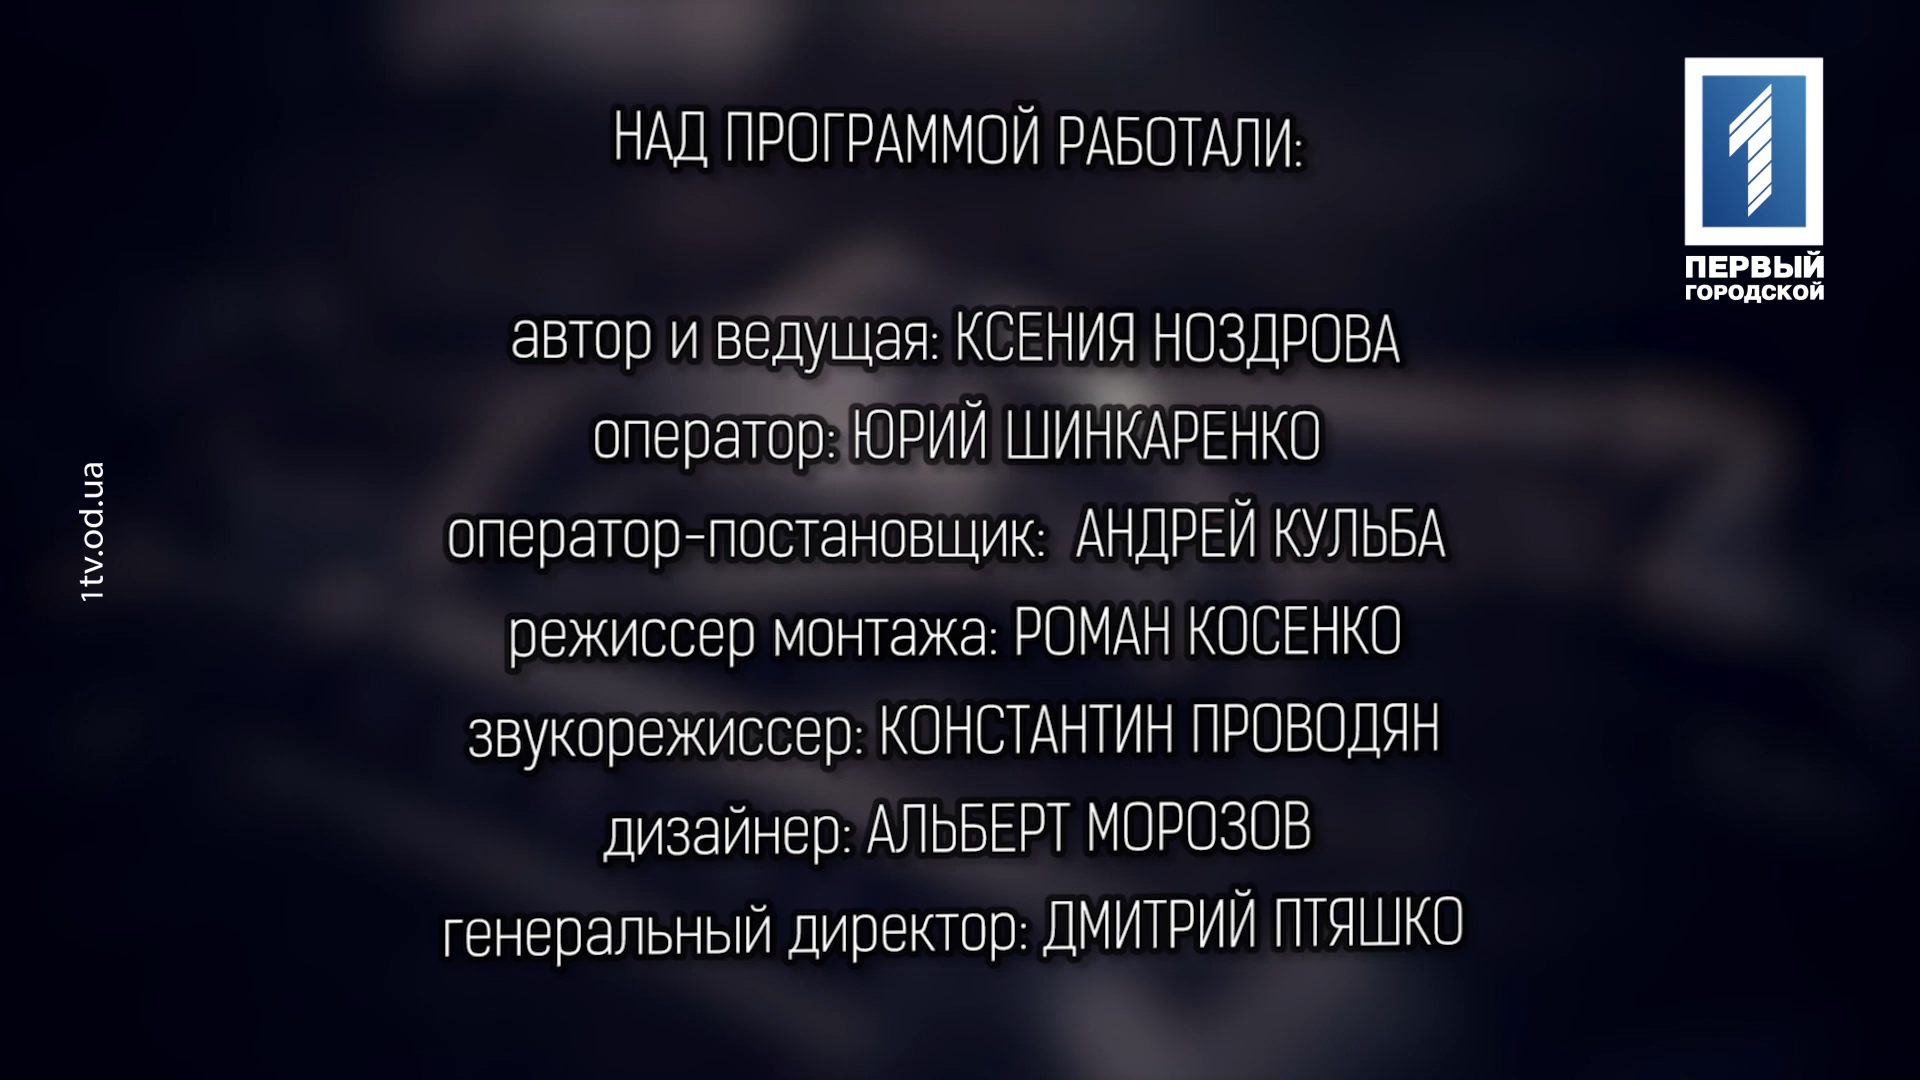 НАД ПРОГРАММОЙ РАБОТАЛИ:
ПЕРВЫЙ
ГОРОДСКОЙ
автор и ведущая: КСЕНИЯ НОЗДРОВА
оператор: ЮРИЙ ШИНКАРЕНКО
оператор-постановщик: АНДРЕЙ КУЛЬБА
режиссер монтажа: РОМАН КОСЕНКО
звукорежиссер: КОНСТАНТИН ПРОВОДЯН
дизайнер: АЛЬБЕРТ МОРОЗОВ
генеральный директор: ДМИТРИЙ ПТЯШКО
1tv.od.ua